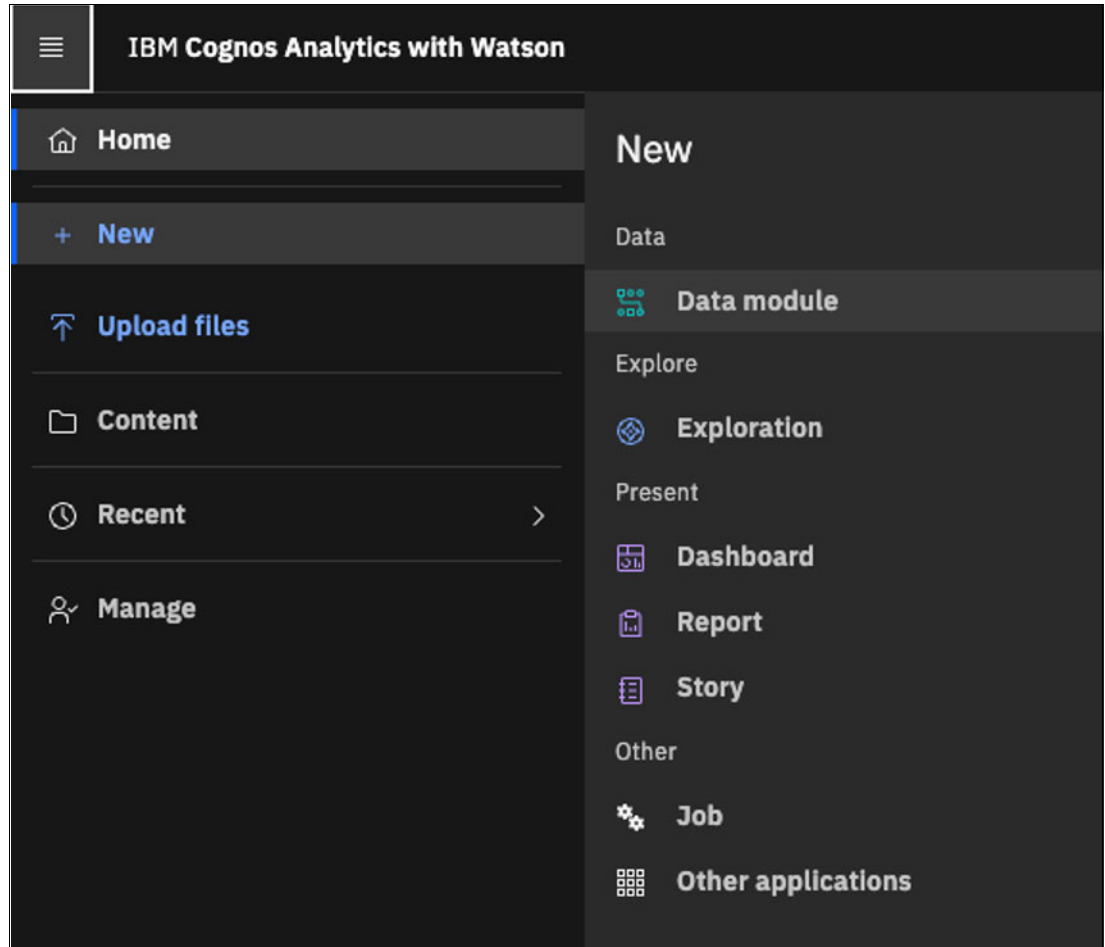 IBM Cognos Analytics with Watson
Home
New
Upload files
Content
Recent
Manage
New
Data
Data module
Explore
Exploration
Present
Dashboard
Report
Story
Other
Job
Other applications